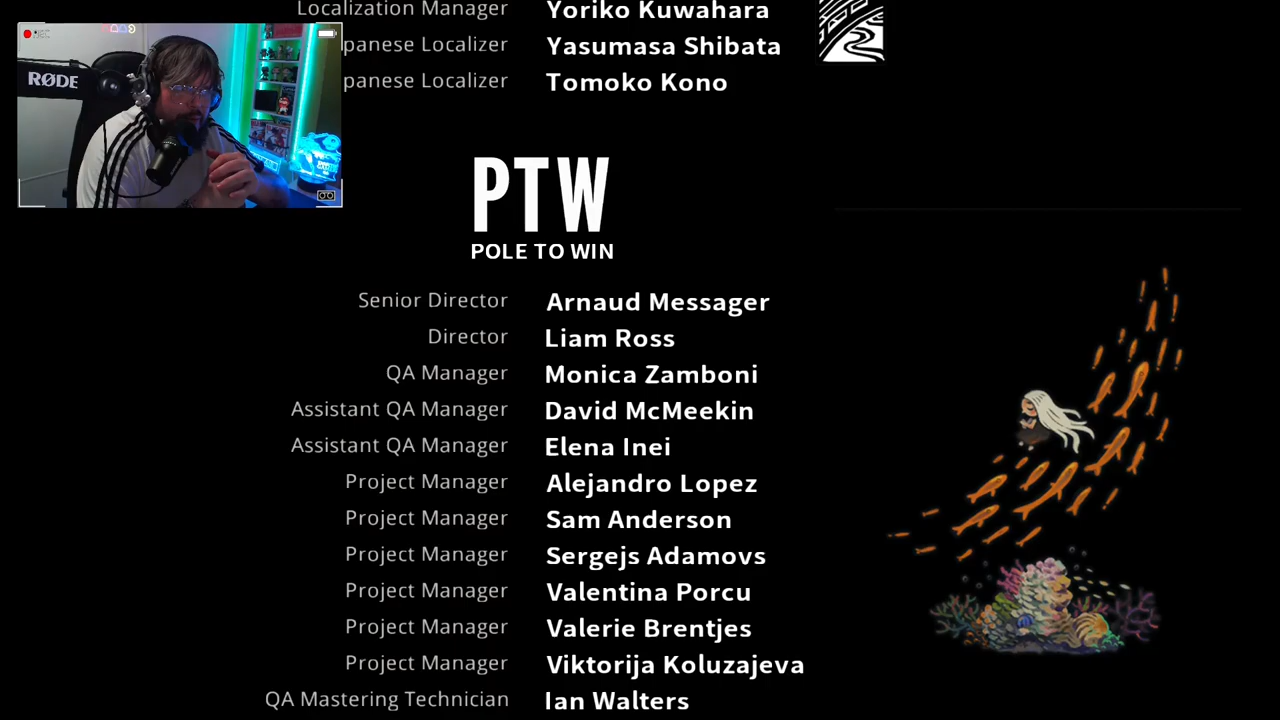 Localization Manager Yoriko Kuwahara
panese Localizer Yasumasa Shibata
panese Localizer Tomoko Kono
RØDE
PTW
POLE TO WIN
Senior Director Arnaud Messager
Director Liam Ross
QA Manager Monica Zamboni
Assistant QA Manager David McMeekin
Assistant QA Manager Elena Inei
Project Manager Alejandro Lopez
Project Manager Sam Anderson
Project Manager Sergejs Adamovs
Project Manager Valentina Porcu
Project Manager Valerie Brentjes
Project Manager Viktorija Koluzajeva
QA Mastering Technician Ian Walters